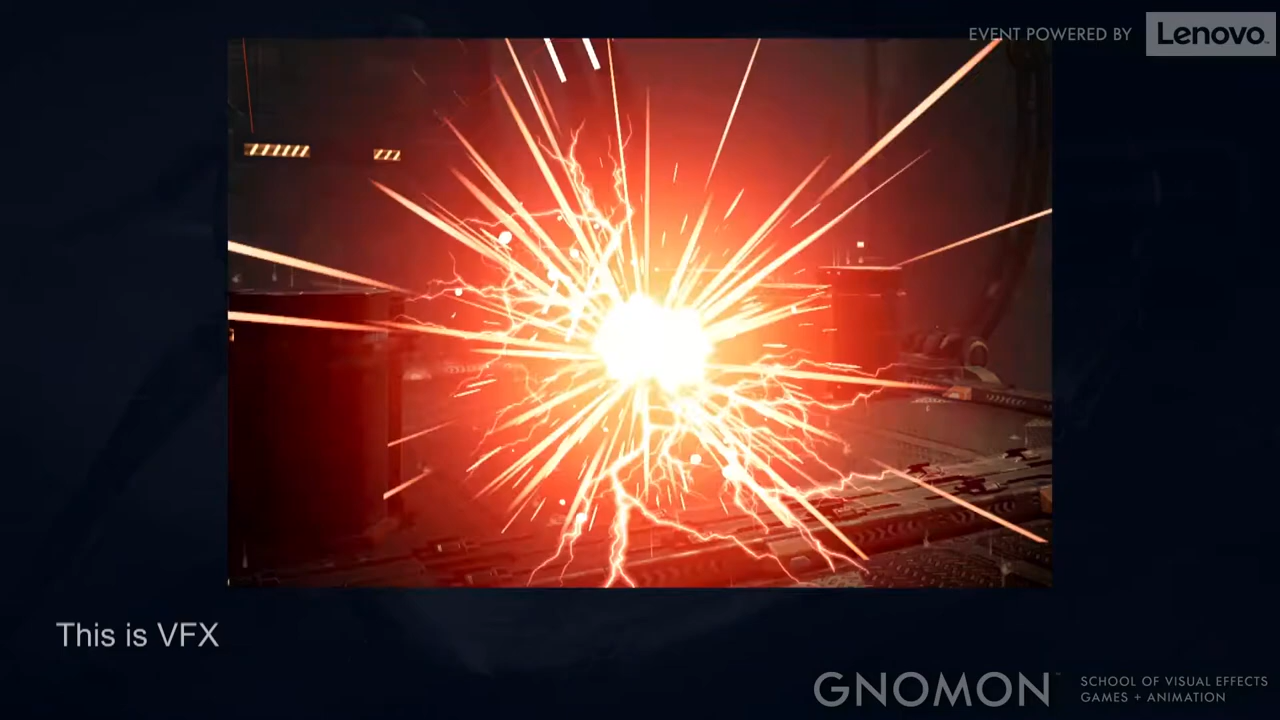 EVENT POWERED BY Lenovo
This is VFX
GNOMON
SCHOOL OF VISUAL EFFECTS
GAMES + ANIMATION